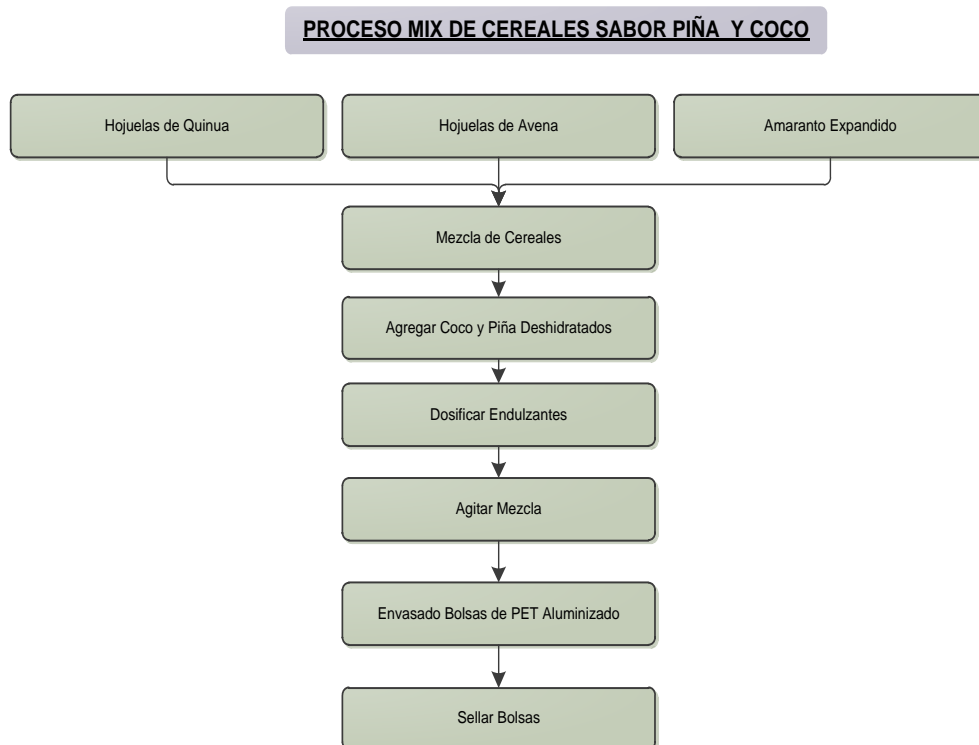 PROCESO MIX DE CEREALES SABOR PIÑA Y COCO
Hojuelas de Quinua
Hojuelas de Avena
Amaranto Expandido
Mezcla de Cereales
Agregar Coco y Piña Deshidratados
Dosificar Endulzantes
Agitar Mezcla
Envasado Bolsas de PET Aluminizado
Sellar Bolsas